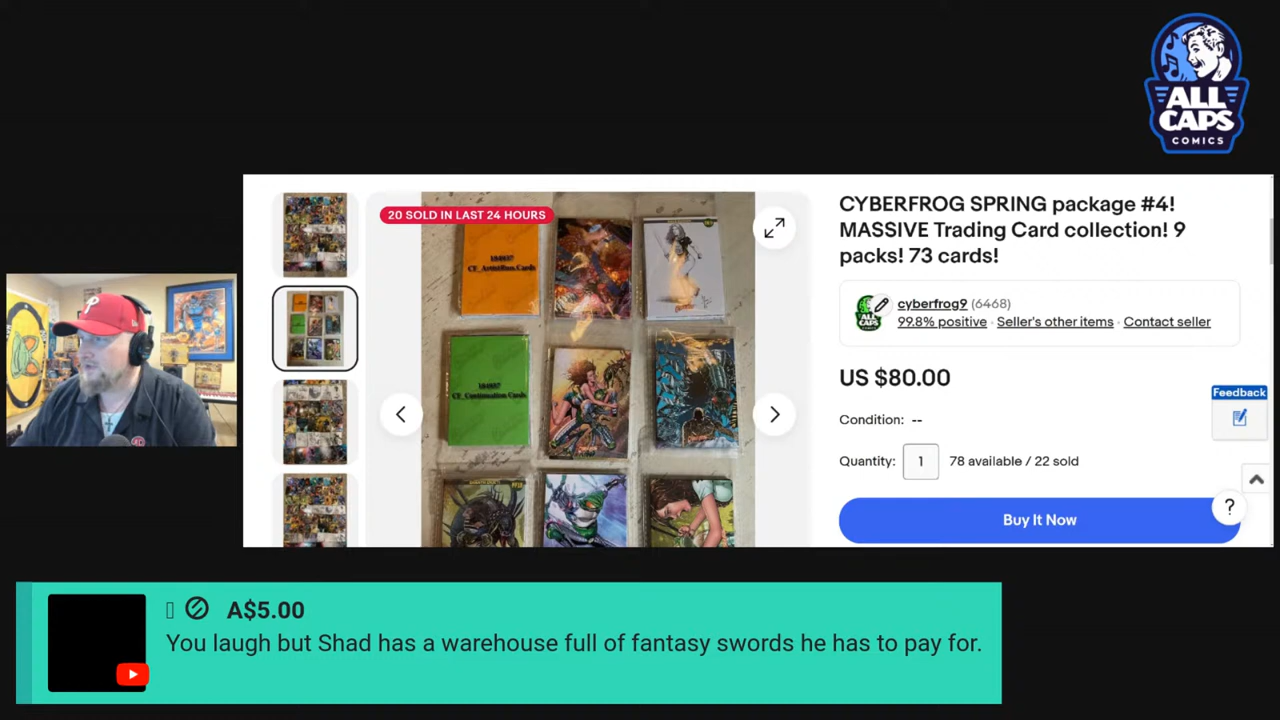 ALL
CAPS
COMICS
20 SOLD IN LAST 24 HOURS
CYBERFROG SPRING package #4!
MASSIVE Trading Card collection! 9
packs! 73 cards!
cyberfrog9 (6468)
99.8% positive · Seller's other items · Contact seller
US $80.00
Condition: --
Quantity: 1 78 available / 22 sold
Buy It Now
Feedback
?
184037
CF_Continuation Cards
A$5.00
You laugh but Shad has a warehouse full of fantasy swords he has to pay for.